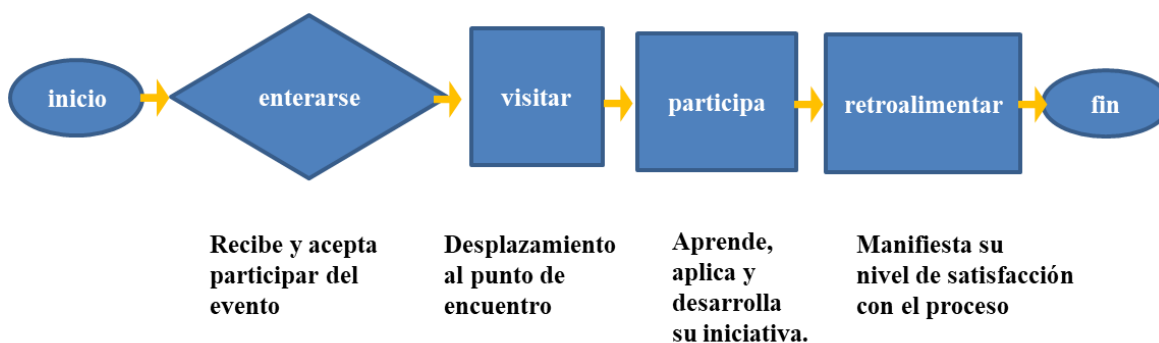 inicio
enterarse
visitar
participa
retroalimentar
fin
Recibe y acepta
participar del
evento
Desplazamiento
al punto de
encuentro
Aprende,
aplica y
desarrolla
su iniciativa.
Manifiesta su
nivel de satisfacción
con el proceso